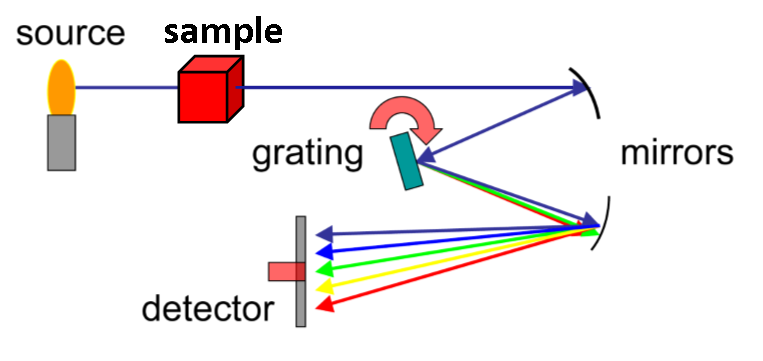 source
sample
grating
mirrors
detector